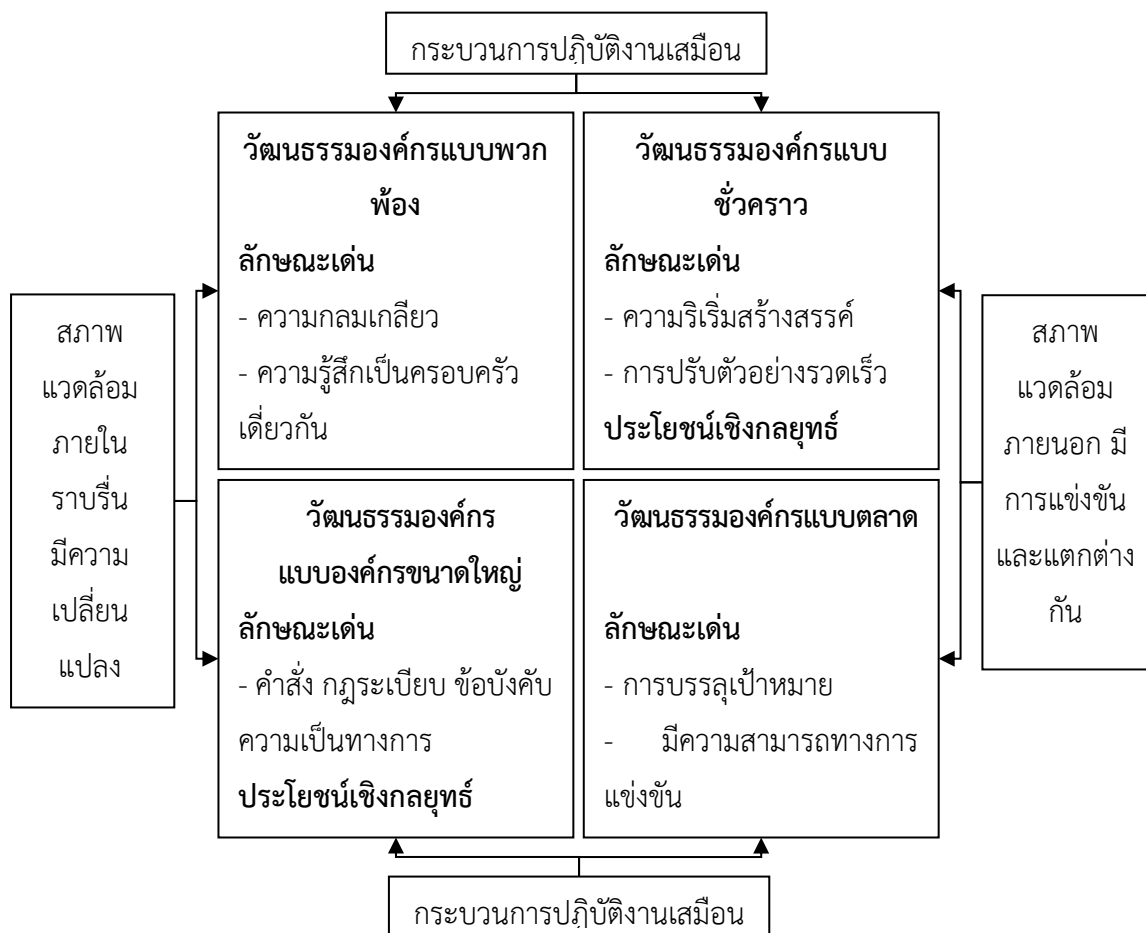 กระบวนการปฏิบัติงานเสมือน
วัฒนธรรมองค์กรแบบพวก
พ้อง
ลักษณะเด่น
- ความกลมเกลียว
- ความรู้สึกเป็นครอบครัว
เดี่ยวกัน
วัฒนธรรมองค์กรแบบ
ชั่วคราว
ลักษณะเด่น
- ความริเริ่มสร้างสรรค์
- การปรับตัวอย่างรวดเร็ว
ประโยชน์เชิงกลยุทธ์
สภาพ
แวดล้อม
ภายใน
ราบรื่น
มีความ
เปลี่ยน
แปลง
สภาพ
แวดล้อม
ภายนอก มี
การแข่งขัน
และแตกต่าง
กัน
วัฒนธรรมองค์กร
แบบองค์กรขนาดใหญ่
ลักษณะเด่น
- คำสั่ง กฎระเบียบ ข้อบังคับ
ความเป็นทางการ
ประโยชน์เชิงกลยุทธ์
วัฒนธรรมองค์กรแบบตลาด
ลักษณะเด่น
- การบรรลุเป้าหมาย
- มีความสามารถทางการ
แข่งขัน
กระบวนการปฏิบัติงานเสมือน